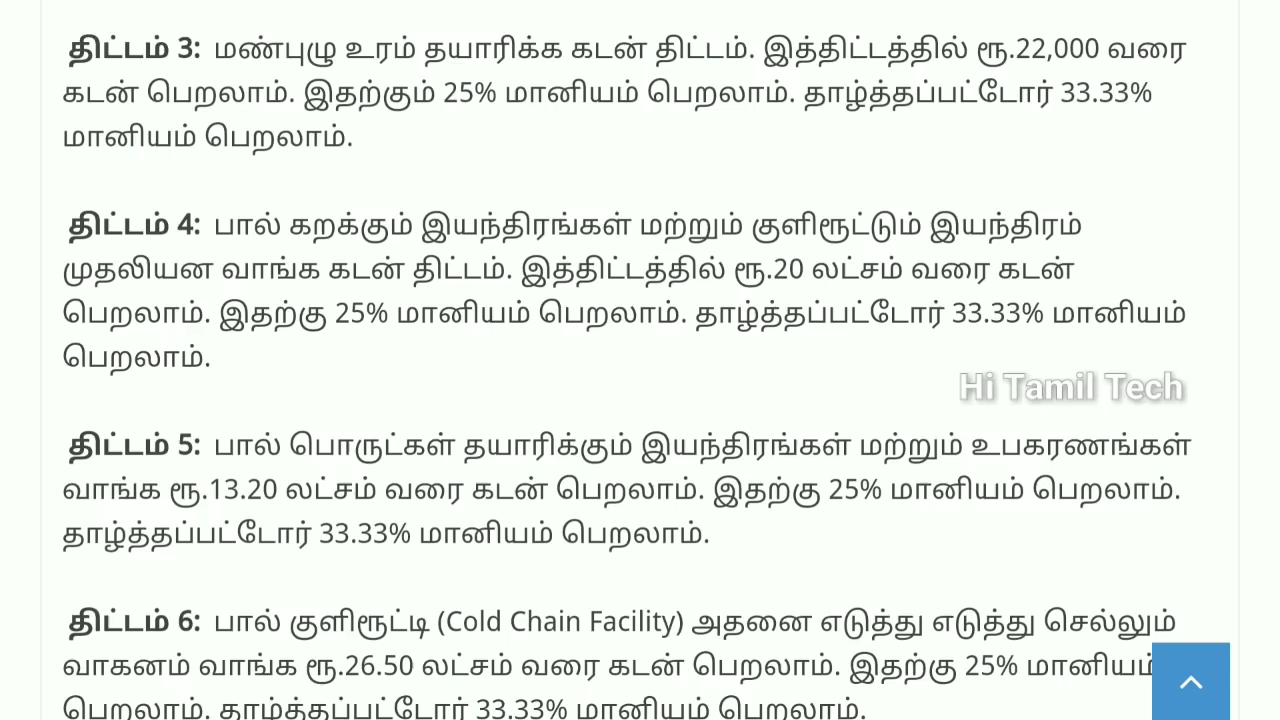 திட்டம் 3: மண்புழு உரம் தயாரிக்க கடன் திட்டம். இத்திட்டத்தில் ரூ.22,000 வரை
கடன் பெறலாம். இதற்கும் 25% மானியம் பெறலாம். தாழ்த்தப்பட்டோர் 33.33%
மானியம் பெறலாம்.
திட்டம் 4: பால் கறக்கும் இயந்திரங்கள் மற்றும் குளிரூட்டும் இயந்திரம்
முதலியன வாங்க கடன் திட்டம். இத்திட்டத்தில் ரூ.20 லட்சம் வரை கடன்
பெறலாம். இதற்கு 25% மானியம் பெறலாம். தாழ்த்தப்பட்டோர் 33.33% மானியம்
பெறலாம்.
Hi Tamil Tech
திட்டம் 5: பால் பொருட்கள் தயாரிக்கும் இயந்திரங்கள் மற்றும் உபகரணங்கள்
வாங்க ரூ.13.20 லட்சம் வரை கடன் பெறலாம். இதற்கு 25% மானியம் பெறலாம்.
தாழ்த்தப்பட்டோர் 33.33% மானியம் பெறலாம்.
திட்டம் 6: பால் குளிரூட்டி (Cold Chain Facility) அதனை எடுத்து எடுத்து செல்லும்
வாகனம் வாங்க ரூ.26.50 லட்சம் வரை கடன் பெறலாம். இதற்கு 25% மானியம்
பெறலாம். தாழ்த்தப்பட்டோர் 33.33% மானியம் பெறலாம்.